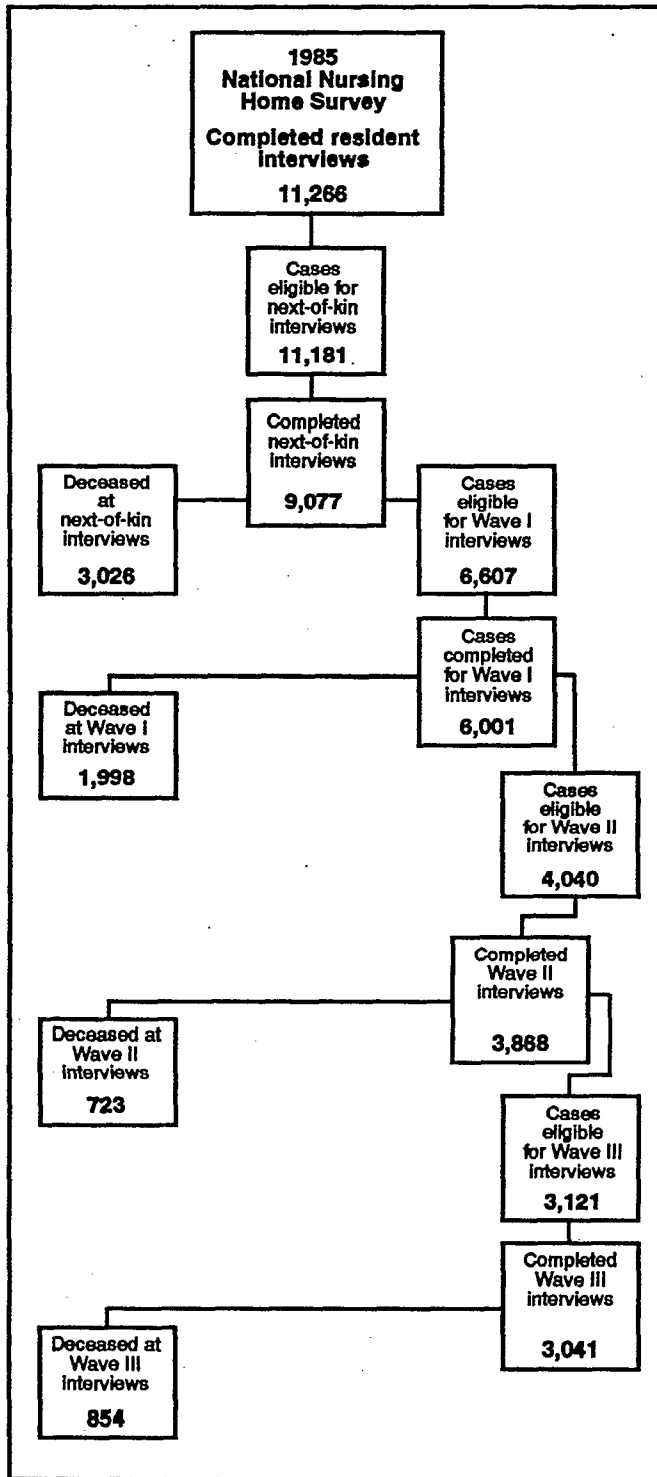 1985
National Nursing
Home Survey
Completed resident
interviews
11,266
Cases
eligible for
next-of-kin
interviews
11,181
Completed
next-of-kin
interviews
9,077
Deceased
at
next-of-kin
interviews
3,026
Cases
eligible
for Wave I
interviews
6,607
Cases
completed
for Wave I
interviews
6,001
Deceased
at Wave I
interviews
1,998
Cases
eligible
for Wave II
interviews
4,040
Completed
Wave II
interviews
3,868
Deceased at
Wave II
interviews
723
Cases
eligible
for Wave III
interviews
3,121
Completed
Wave III
interviews
3,041
Deceased at
Wave III
interviews
854